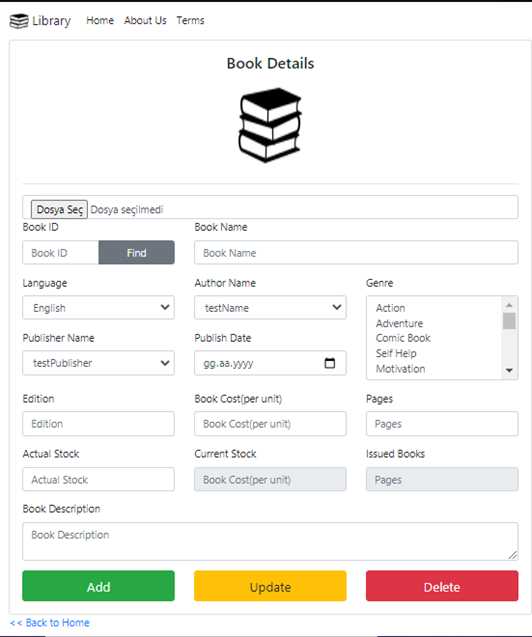 Library Home About Us Terms
Book Details
Dosya Seç Dosya seçilmedi
Book ID Book Name
Book ID Find Book Name
Language Author Name Genre
English testName Action
Adventure
Comic Book
Self Help
Motivation
Publisher Name Publish Date
testPublisher gg.aa.yyyy
Edition Book Cost(per unit) Pages
Edition Book Cost(per unit) Pages
Actual Stock Current Stock Issued Books
Actual Stock Book Cost(per unit) Pages
Book Description
Book Description
Add Update Delete
<< Back to Home